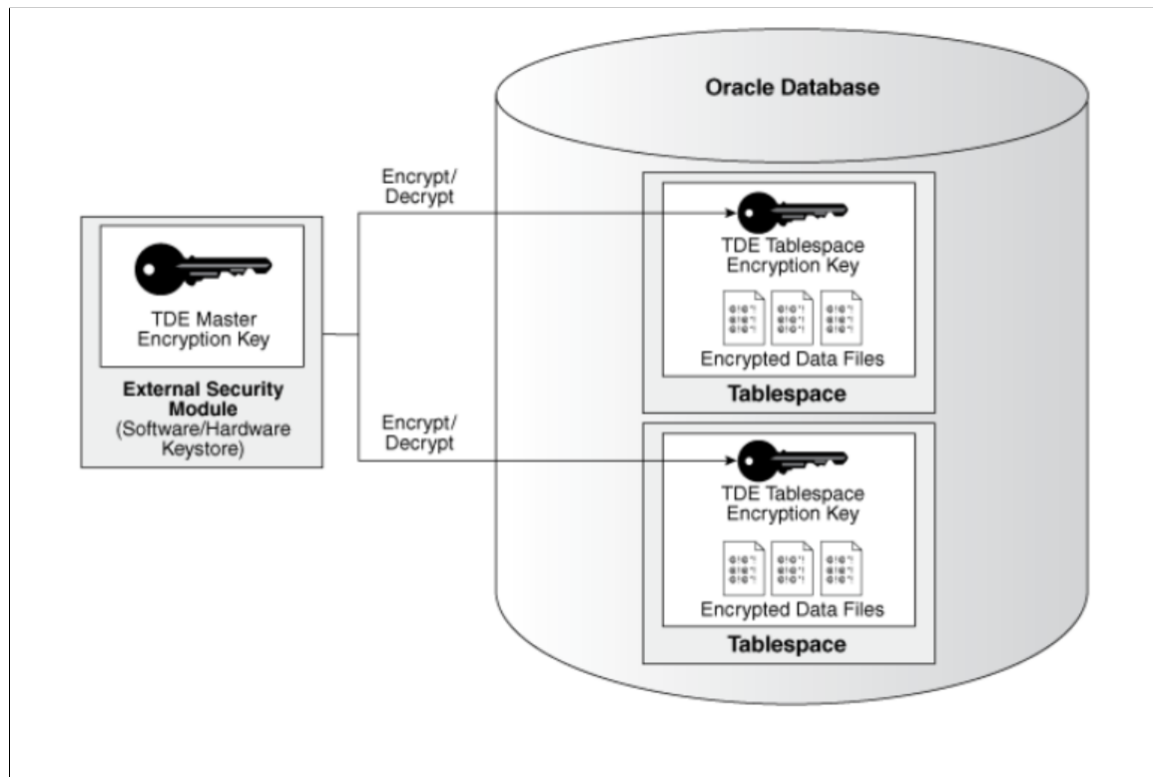 Oracle Database
Encrypt/
Decrypt
TDE Tablespace
Encryption Key
Encrypted Data Files
Tablespace
TDE Master
Encryption Key
External Security
Module
(Software/Hardware
Keystore)
Encrypt/
Decrypt
TDE Tablespace
Encryption Key
Encrypted Data Files
Tablespace